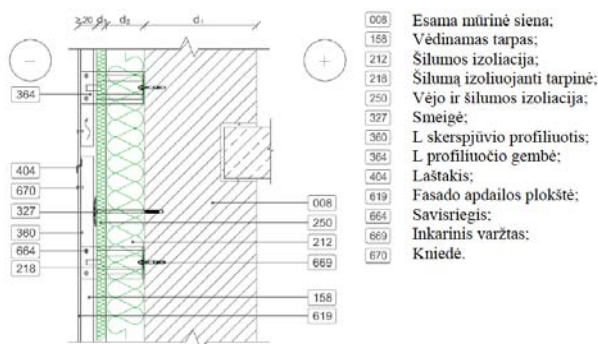 ≥20 d₃ d₂ d₁
364
404
670
327
360
664
218
008
250
212
669
158
619
008 Esama mūrinė siena;
158 Vėdinamas tarpas;
212 Šilumos izoliacija;
218 Šilumą izoliuojanti tarpinė;
250 Vėjo ir šilumos izoliacija;
327 Smeigė;
360 L skerspjūvio profiliuotis;
364 L profiliuočio gembė;
404 Laštakis;
619 Fasado apdailos plokštė;
664 Savisriegis;
669 Inkarinis varžtas;
670 Kniedė.